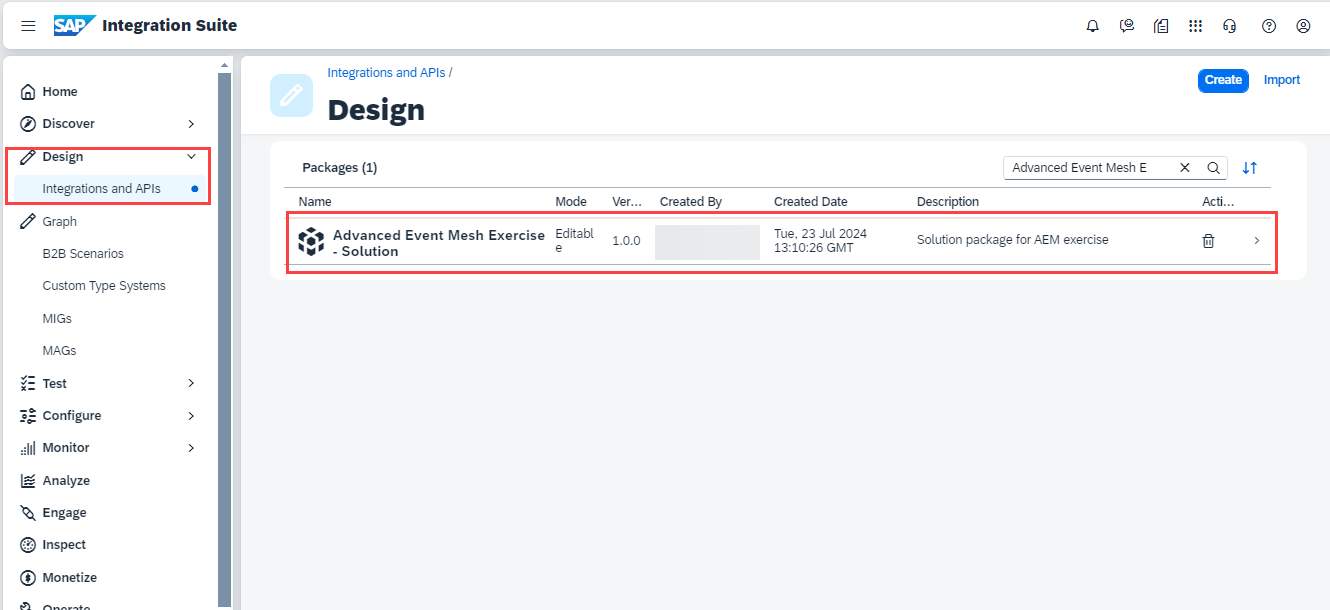 SAP Integration Suite
Home
Discover
Design
Integrations and APIs
Graph
B2B Scenarios
Custom Type Systems
MIGs
MAGs
Test
Configure
Monitor
Analyze
Engage
Inspect
Monetize
Operate
Integrations and APIs /
Design
Create Import
Packages (1)
Advanced Event Mesh E
Name Mode Ver... Created By Created Date Description Acti...
Advanced Event Mesh Exercise
- Solution
Editabl
e
1.0.0
Tue, 23 Jul 2024
13:10:26 GMT
Solution package for AEM exercise